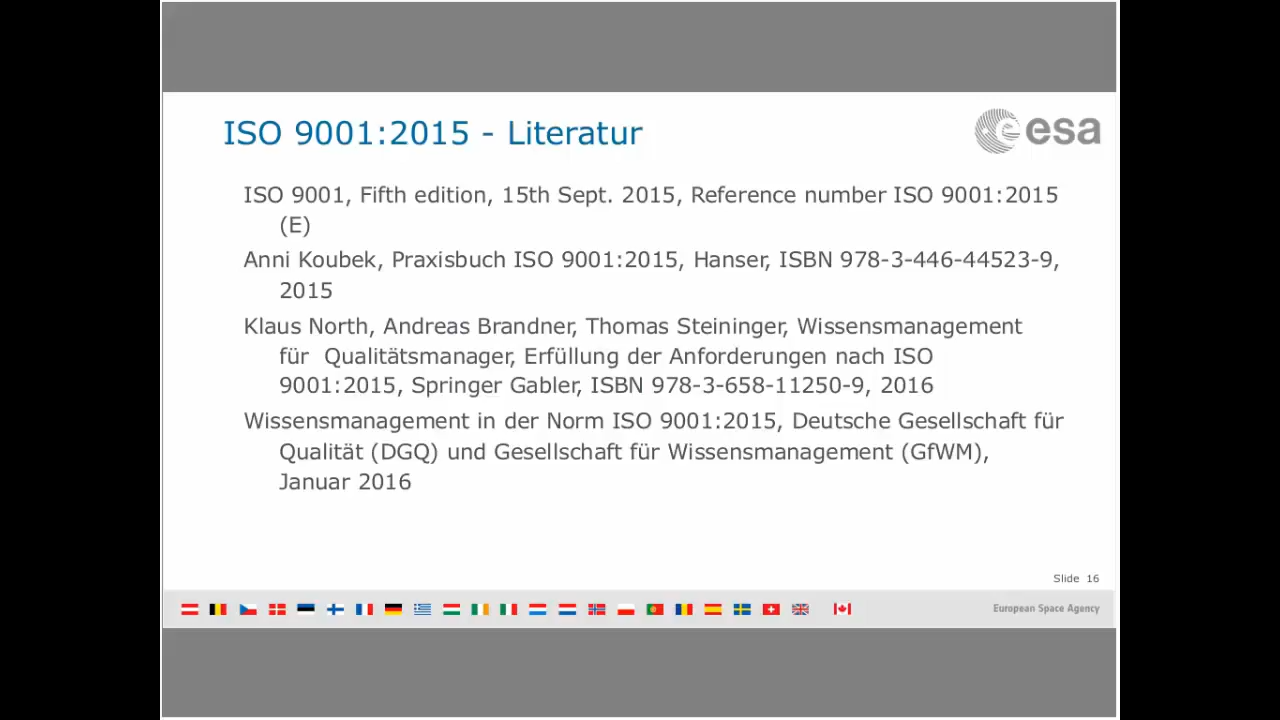 ISO 9001:2015 - Literatur
esa
ISO 9001, Fifth edition, 15th Sept. 2015, Reference number ISO 9001:2015
(E)
Anni Koubek, Praxisbuch ISO 9001:2015, Hanser, ISBN 978-3-446-44523-9,
2015
Klaus North, Andreas Brandner, Thomas Steininger, Wissensmanagement
für  Qualitätsmanager, Erfüllung der Anforderungen nach ISO
9001:2015, Springer Gabler, ISBN 978-3-658-11250-9, 2016
Wissensmanagement in der Norm ISO 9001:2015, Deutsche Gesellschaft für
Qualität (DGQ) und Gesellschaft für Wissensmanagement (GfWM),
Januar 2016
Slide  16
European Space Agency